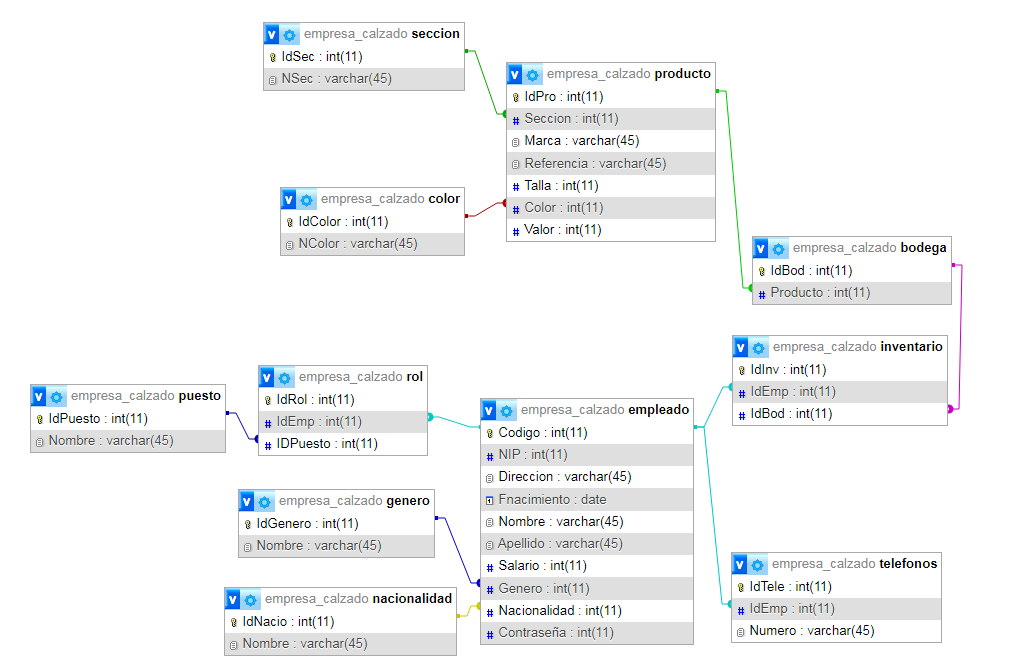 empresa_calzado seccion
IdSec : int(11)
NSec : varchar(45)
empresa_calzado producto
IdPro : int(11)
Seccion : int(11)
Marca : varchar(45)
Referencia : varchar(45)
Talla : int(11)
Color : int(11)
Valor : int(11)
empresa_calzado color
IdColor : int(11)
NColor : varchar(45)
empresa_calzado bodega
IdBod : int(11)
Producto : int(11)
empresa_calzado inventario
IdInv : int(11)
IdEmp : int(11)
IdBod : int(11)
empresa_calzado puesto
IdPuesto : int(11)
Nombre : varchar(45)
empresa_calzado rol
IdRol : int(11)
IdEmp : int(11)
IDPuesto : int(11)
empresa_calzado empleado
Codigo : int(11)
NIP : int(11)
Direccion : varchar(45)
Fnacimiento : date
Nombre : varchar(45)
Apellido : varchar(45)
Salario : int(11)
Genero : int(11)
Nacionalidad : int(11)
Contraseña : int(11)
empresa_calzado genero
IdGenero : int(11)
Nombre : varchar(45)
empresa_calzado nacionalidad
IdNacio : int(11)
Nombre : varchar(45)
empresa_calzado telefonos
IdTele : int(11)
IdEmp : int(11)
Numero : varchar(45)